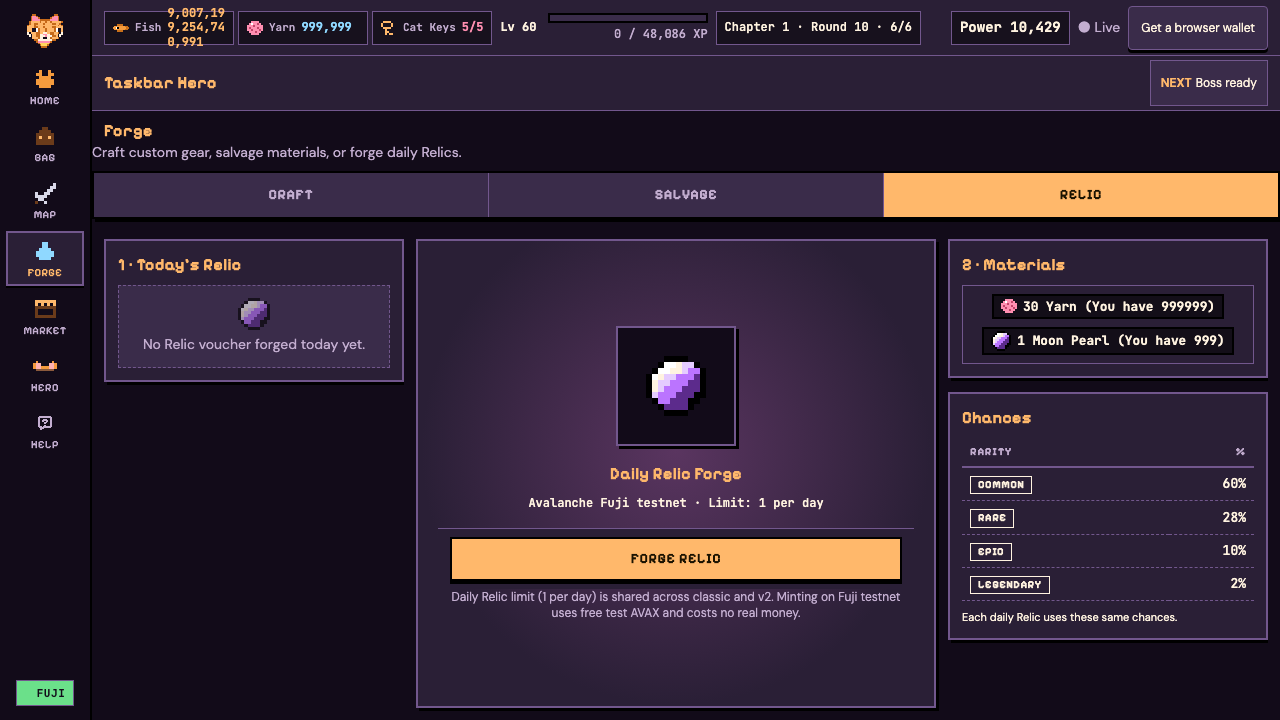 Fish 9,007,19
9,254,74
0,991
Yarn 999,999
Cat Keys 5/5
Lv 60
0 / 48,086 XP
Chapter 1 · Round 10 · 6/6
Power 10,429
Live
Get a browser wallet
HOME
BAG
MAP
FORGE
MARKET
HERO
HELP
FUJI
Taskbar Hero
NEXT Boss ready
Forge
Craft custom gear, salvage materials, or forge daily Relics.
CRAFT
SALVAGE
RELIC
1 · Today's Relic
No Relic voucher forged today yet.
Daily Relic Forge
Avalanche Fuji testnet · Limit: 1 per day
FORGE RELIC
Daily Relic limit (1 per day) is shared across classic and v2. Minting on Fuji testnet
uses free test AVAX and costs no real money.
2 · Materials
30 Yarn (You have 999999)
1 Moon Pearl (You have 999)
Chances
RARITY %
COMMON 60%
RARE 28%
EPIC 10%
LEGENDARY 2%
Each daily Relic uses these same chances.